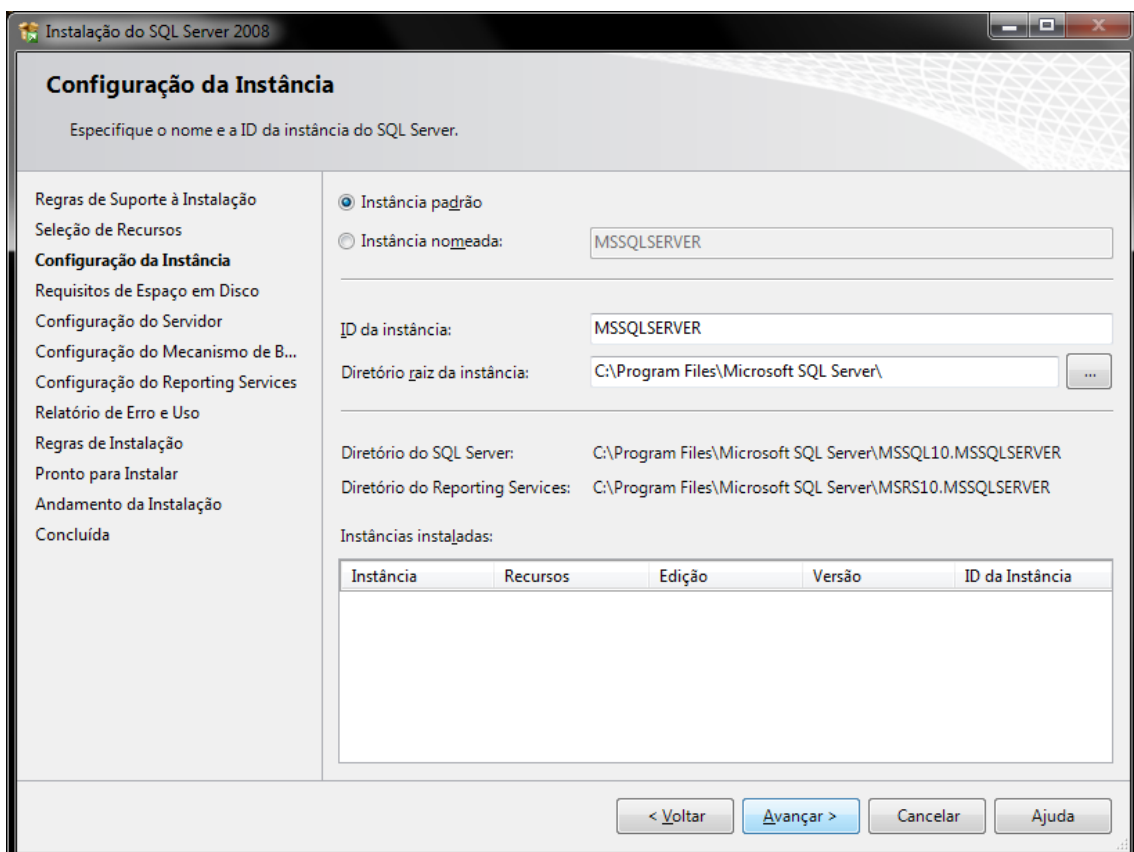 Instalação do SQL Server 2008
Configuração da Instância
Especifique o nome e a ID da instância do SQL Server.
Regras de Suporte à Instalação
Seleção de Recursos
Configuração da Instância
Requisitos de Espaço em Disco
Configuração do Servidor
Configuração do Mecanismo de B...
Configuração do Reporting Services
Relatório de Erro e Uso
Regras de Instalação
Pronto para Instalar
Andamento da Instalação
Concluída
Instância padrão
Instância nomeada: MSSQLSERVER
ID da instância: MSSQLSERVER
Diretório raiz da instância: C:\Program Files\Microsoft SQL Server\ ...
Diretório do SQL Server: C:\Program Files\Microsoft SQL Server\MSSQL10.MSSQLSERVER
Diretório do Reporting Services: C:\Program Files\Microsoft SQL Server\MSRS10.MSSQLSERVER
Instâncias instaladas:
Instância Recursos Edição Versão ID da Instância
< Voltar Avançar > Cancelar Ajuda